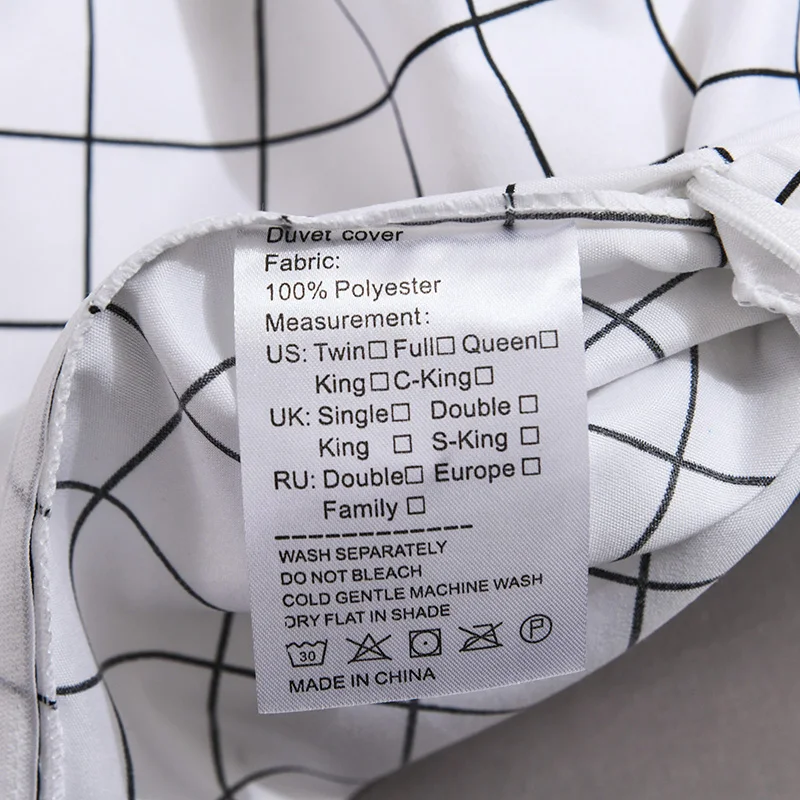 Duvet cover
Fabric:
100% Polyester
Measurement:
US: Twin☐ Full☐ Queen☐
King☐ C-King☐
UK: Single☐ Double ☐
King ☐ S-King ☐
RU: Double☐ Europe ☐
Family ☐
WASH SEPARATELY
DO NOT BLEACH
COLD GENTLE MACHINE WASH
DRY FLAT IN SHADE
30 P
MADE IN CHINA